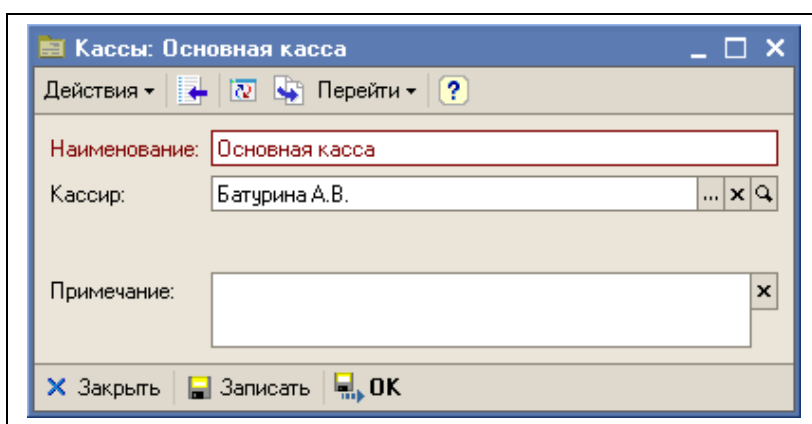 Кассы: Основная касса
Действия Перейти ?
Наименование: Основная касса
Кассир: Батурина А.В. ... x
Примечание: x
Закрыть Записать OK